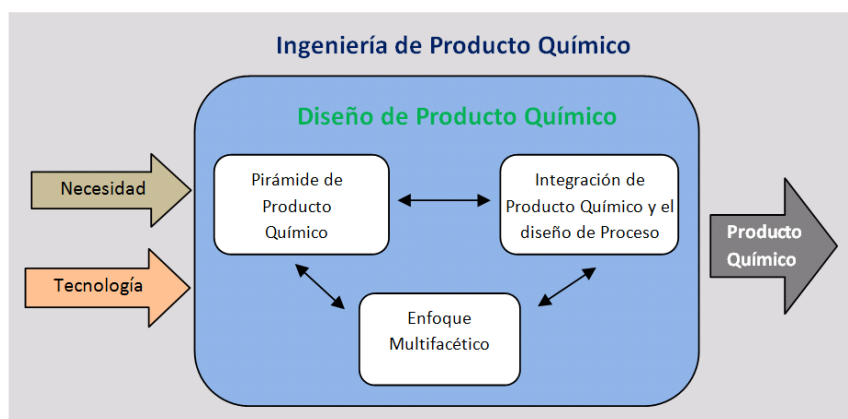 Ingeniería de Producto Químico
Diseño de Producto Químico
Necesidad
Tecnología
Pirámide de
Producto
Químico
Integración de
Producto Químico y el
diseño de Proceso
Enfoque
Multifacético
Producto
Químico